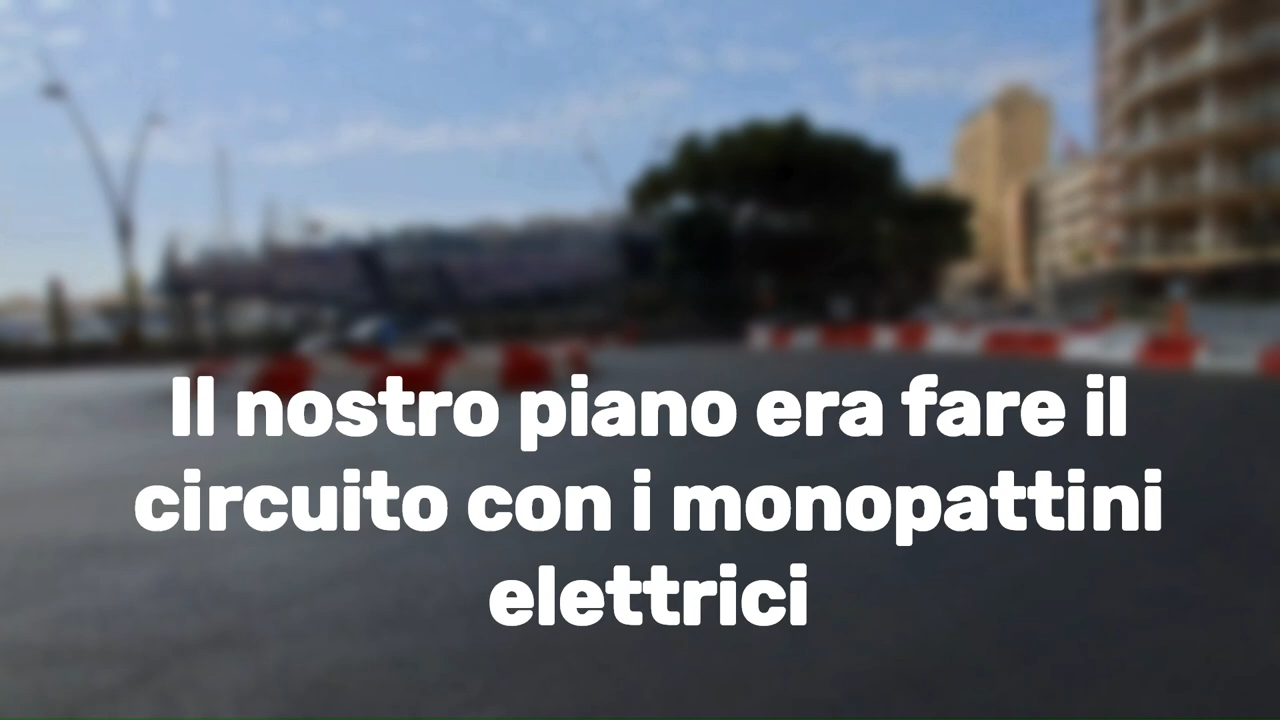 Il nostro piano era fare il
circuito con i monopattini
elettrici